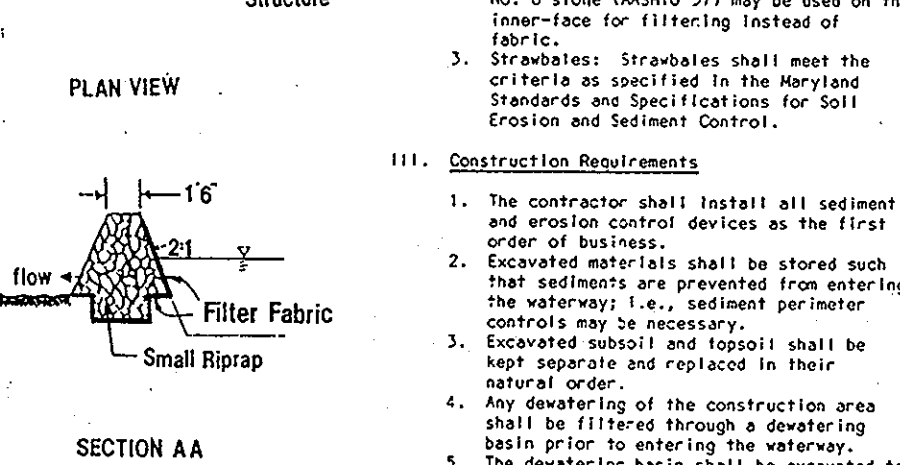 Structure
PLAN VIEW
1'6"
2:1
flow
Filter Fabric
Small Riprap
SECTION AA
No. 8 stone (AASHTO 57) may be used on the
inner-face for filtering instead of
fabric.
3. Strawbales: Strawbales shall meet the
criteria as specified in the Maryland
Standards and Specifications for Soil
Erosion and Sediment Control.
III. Construction Requirements
1. The contractor shall install all sediment
and erosion control devices as the first
order of business.
2. Excavated materials shall be stored such
that sediments are prevented from entering
the waterway; i.e., sediment perimeter
controls may be necessary.
3. Excavated subsoil and topsoil shall be
kept separate and replaced in their
natural order.
4. Any dewatering of the construction area
shall be filtered through a dewatering
basin prior to entering the waterway.
5. The dewatering basin shall be excavated to